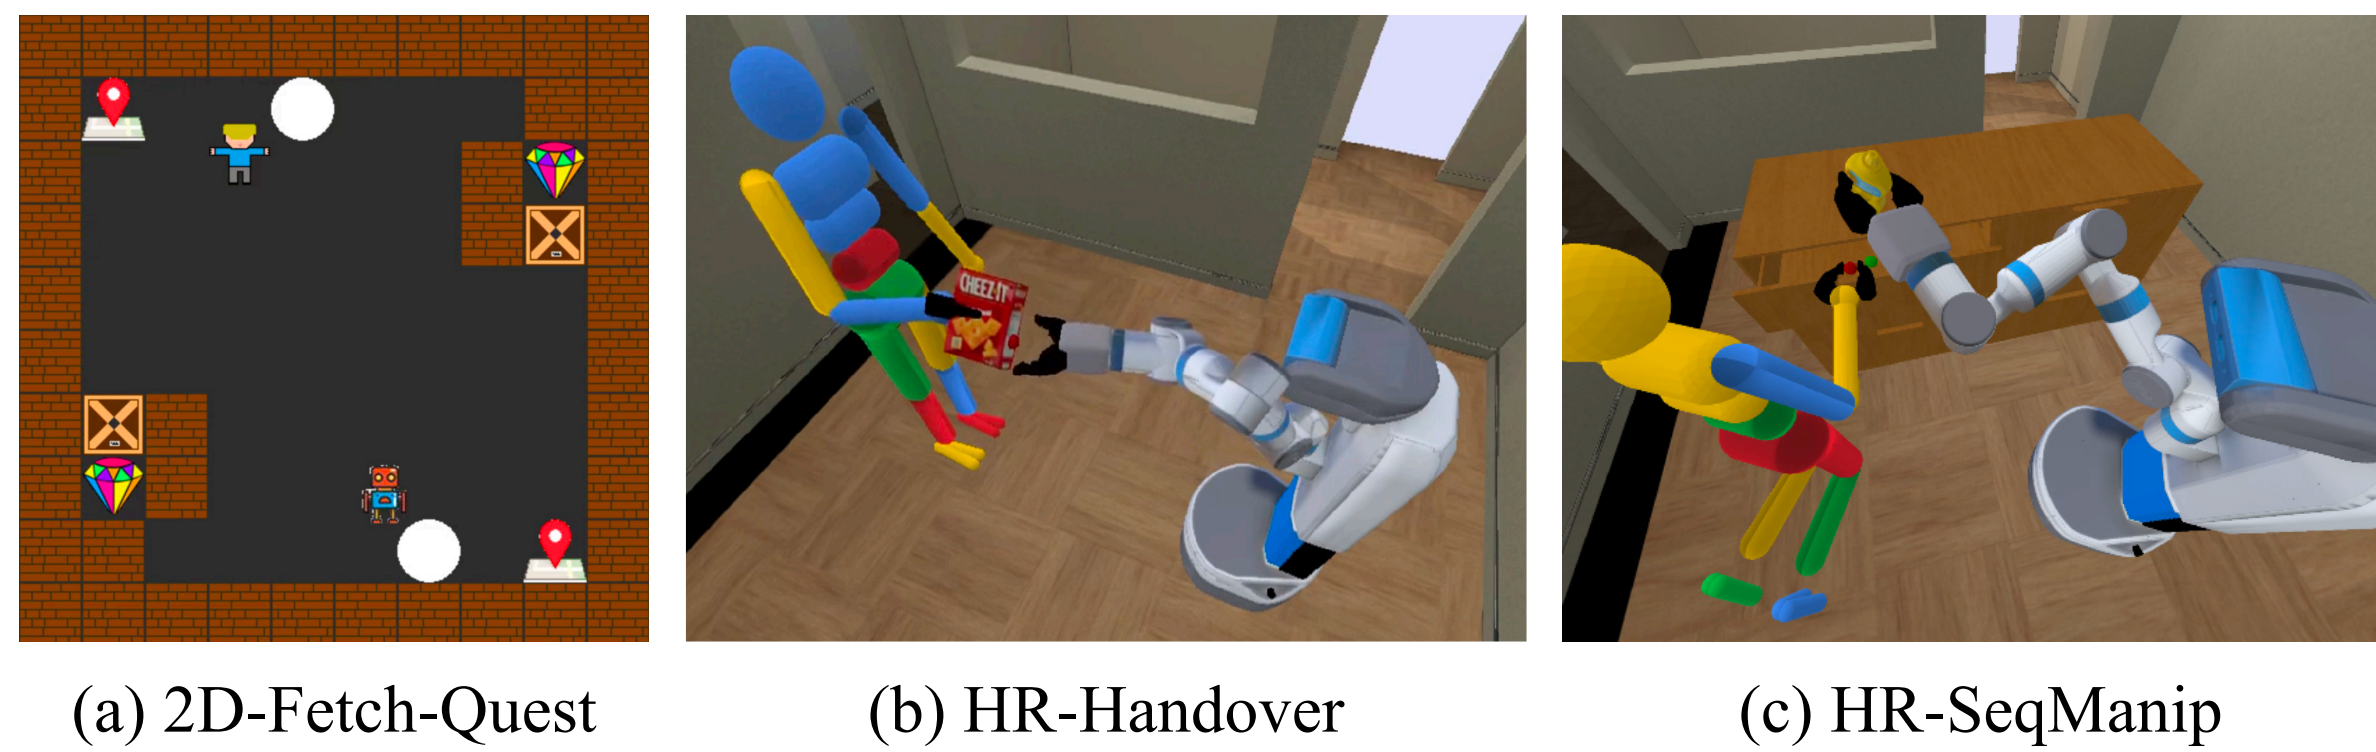 CHEEZ-IT
(a) 2D-Fetch-Quest
(b) HR-Handover
(c) HR-SeqManip